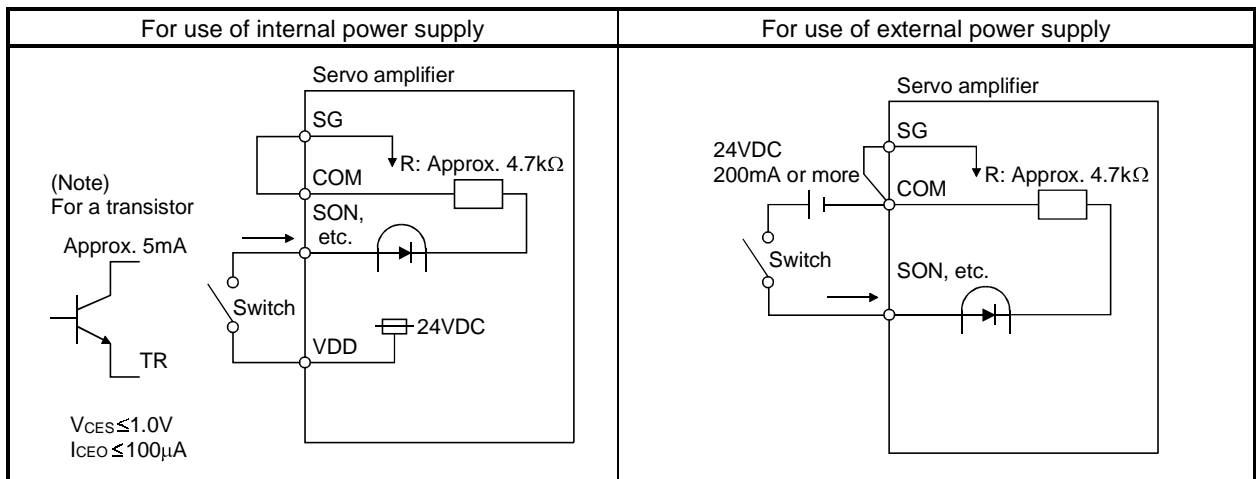 For use of internal power supply
For use of external power supply
Servo amplifier
SG
R: Approx. 4.7kΩ
COM
(Note)
For a transistor
SON,
etc.
Approx. 5mA
Switch
24VDC
VDD
TR
VCES≤1.0V
ICEO≤100μA
Servo amplifier
SG
24VDC
200mA or more
R: Approx. 4.7kΩ
COM
Switch
SON, etc.